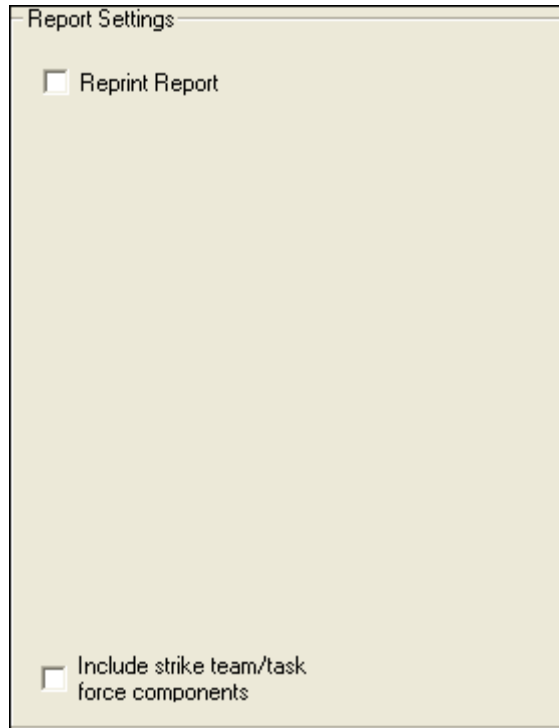 Report Settings
Reprint Report
Include strike team/task
force components